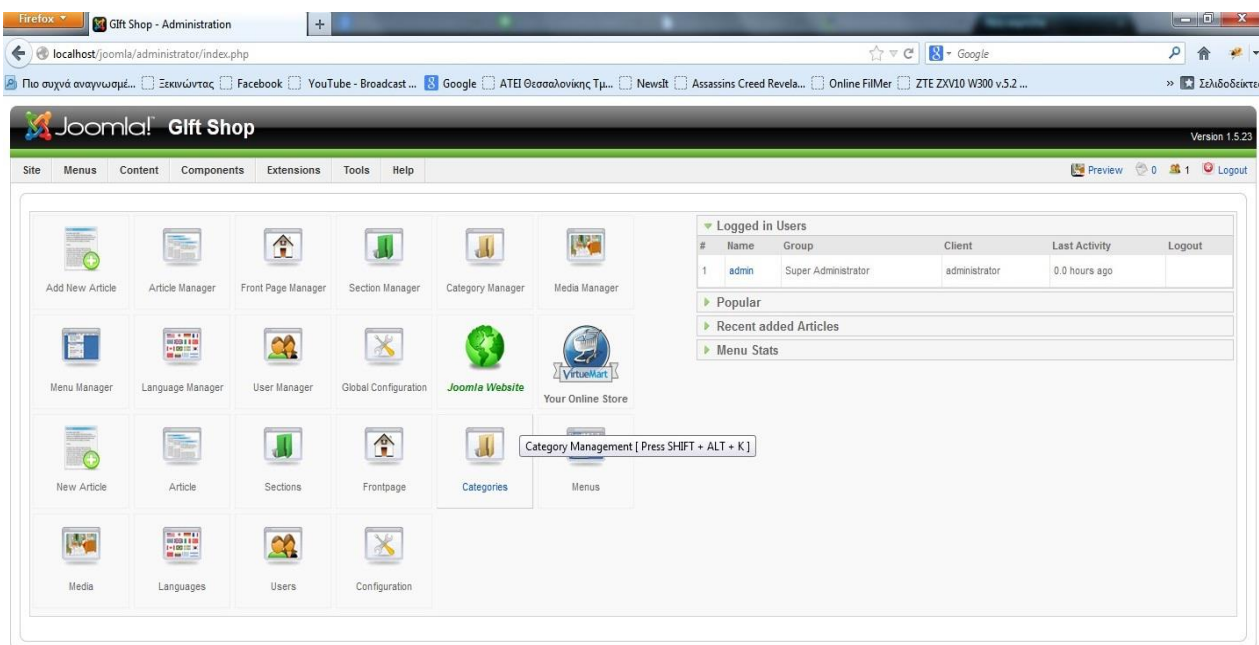 Firefox
GIft Shop - Administration
localhost/joomla/administrator/index.php
Google
Πιο συχνά αναγνωσμέ... Ξεκινώντας Facebook YouTube - Broadcast ... Google ΑΤΕΙ Θεσσαλονίκης Τμ... NewsIt Assassins Creed Revela... Online FilMer ZTE ZXV10 W300 v.5.2 ... » Σελιδοδείκτε
Joomla! GIft Shop
Version 1.5.23
Site Menus Content Components Extensions Tools Help
Preview 0 1 Logout
Add New Article Article Manager Front Page Manager Section Manager Category Manager Media Manager
Menu Manager Language Manager User Manager Global Configuration Joomla Website
VirtueMart
Your Online Store
New Article Article Sections Frontpage Categories Menus
Category Management [ Press SHIFT + ALT + K ]
Media Languages Users Configuration
Logged in Users
# Name Group Client Last Activity Logout
1 admin Super Administrator administrator 0.0 hours ago
Popular
Recent added Articles
Menu Stats